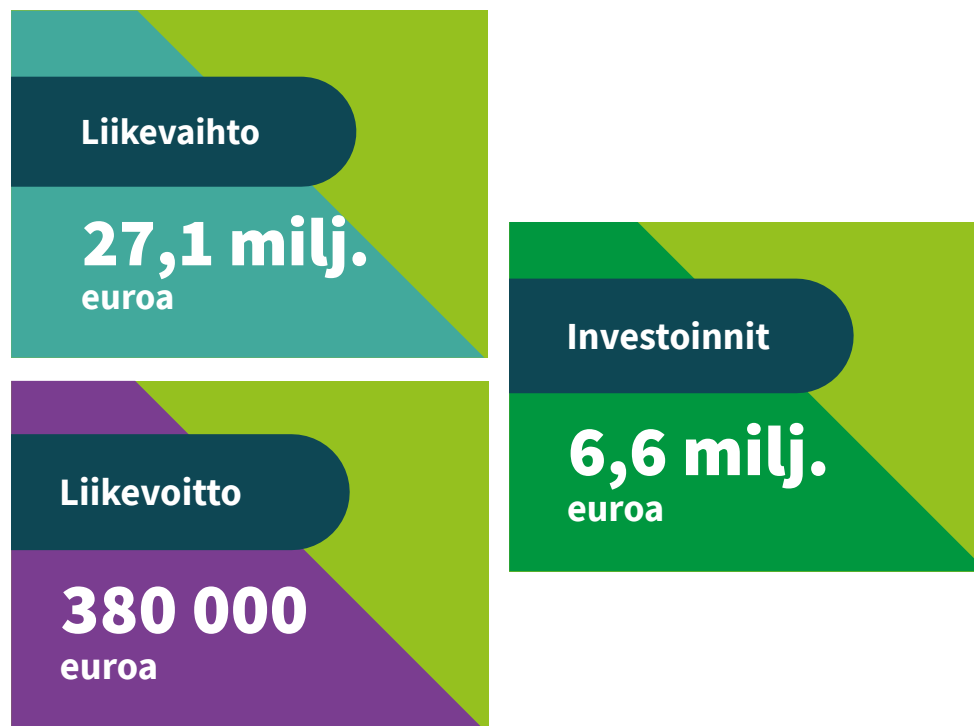 Liikevaihto
27,1 milj.
euroa
Liikevoitto
380 000
euroa
Investoinnit
6,6 milj.
euroa